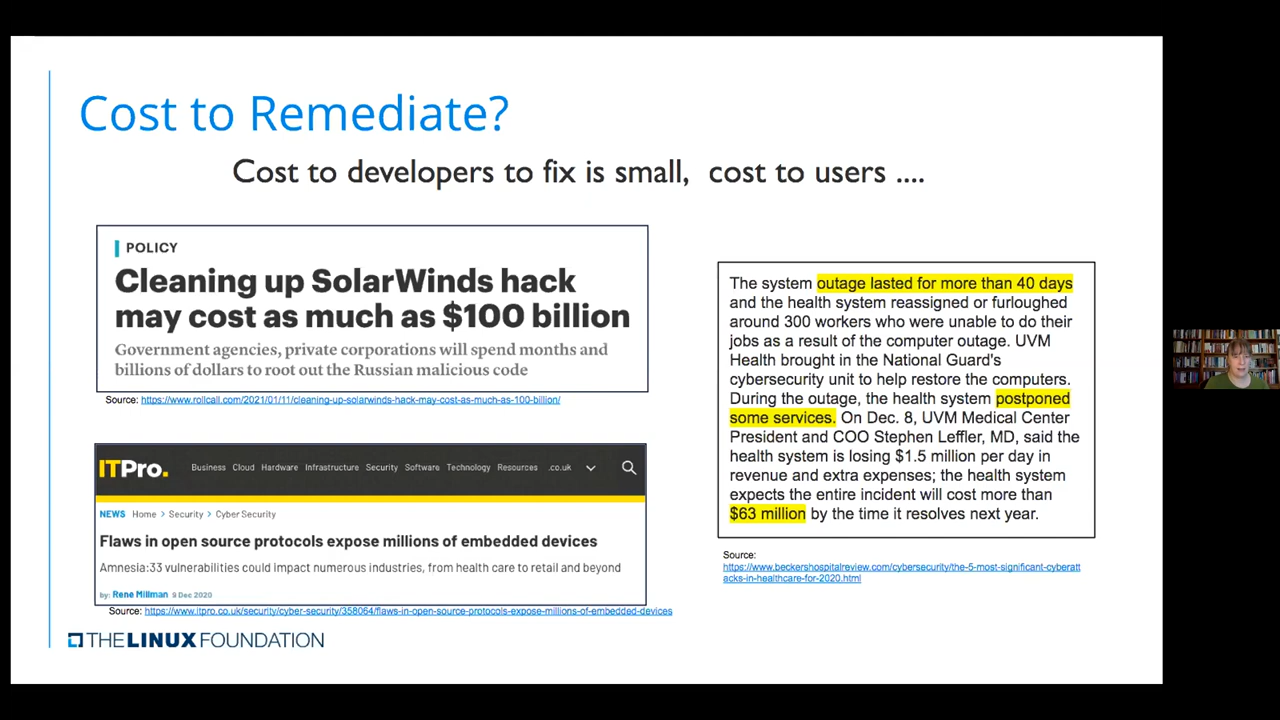 Cost to Remediate?
Cost to developers to fix is small, cost to users ....
POLICY
Cleaning up SolarWinds hack
may cost as much as $100 billion
Government agencies, private corporations will spend months and
billions of dollars to root out the Russian malicious code
Source: https://www.rollcall.com/2021/01/11/cleaning-up-solarwinds-hack-may-cost-as-much-as-100-billion/
ITPro.
Business Cloud Hardware Infrastructure Security Software Technology Resources .co.uk
NEWS Home > Security > Cyber Security
Flaws in open source protocols expose millions of embedded devices
Amnesia:33 vulnerabilities could impact numerous industries, from health care to retail and beyond
by: Rene Millman 9 Dec 2020
Source: https://www.itpro.co.uk/security/cyber-security/358064/flaws-in-open-source-protocols-expose-millions-of-embedded-devices
The system outage lasted for more than 40 days
and the health system reassigned or furloughed
around 300 workers who were unable to do their
jobs as a result of the computer outage. UVM
Health brought in the National Guard's
cybersecurity unit to help restore the computers.
During the outage, the health system postponed
some services. On Dec. 8, UVM Medical Center
President and COO Stephen Leffler, MD, said the
health system is losing $1.5 million per day in
revenue and extra expenses; the health system
expects the entire incident will cost more than
$63 million by the time it resolves next year.
Source:
https://www.beckershospitalreview.com/cybersecurity/the-5-most-significant-cyberatt
acks-in-healthcare-for-2020.html
THE LINUX FOUNDATION